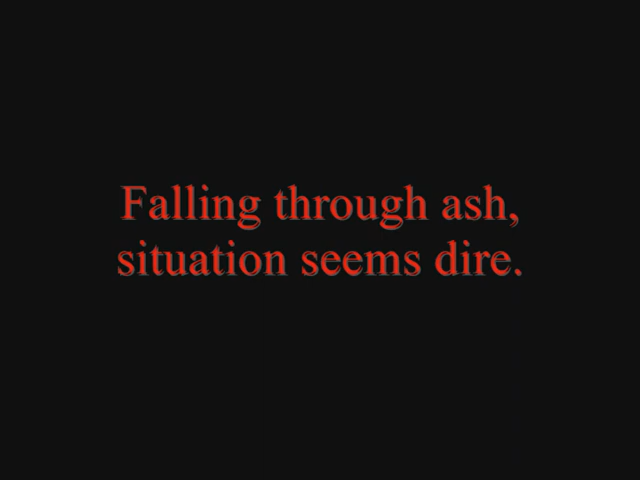 Falling through ash,
situation seems dire.